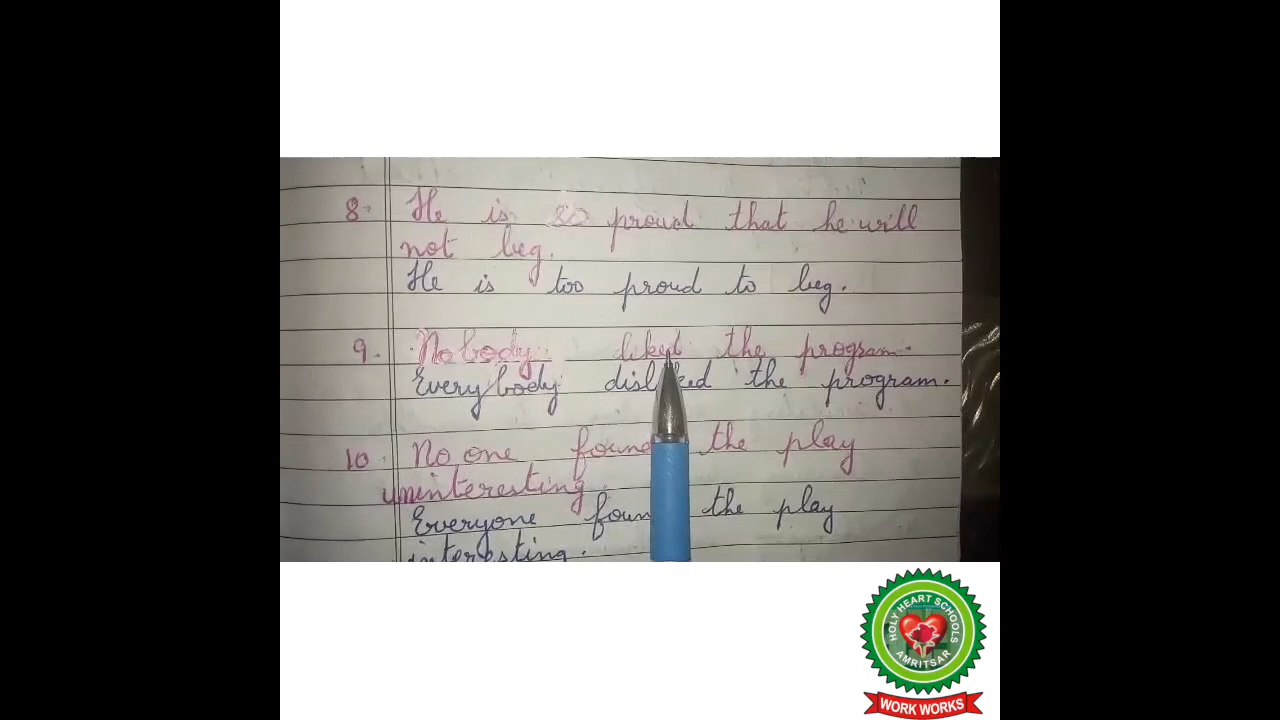 8. He is so proud that he will
not beg.
He is too proud to beg.
9. Nobody liked the program.
Everybody disliked the program.
10. No one found the play
uninteresting.
Everyone found the play
interesting.
HOLY HEART SCHOOLS
AMRITSAR
WORK WORKS